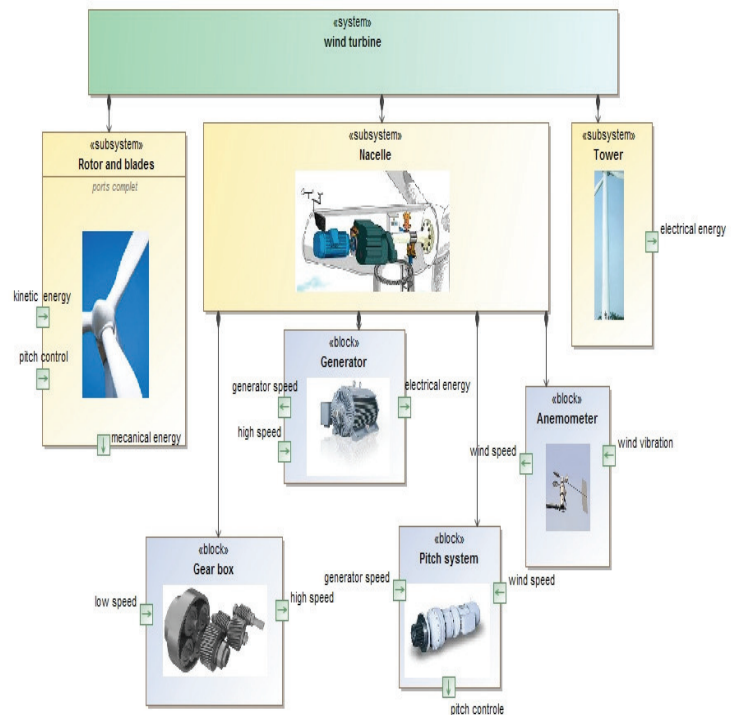 «system»
wind turbine
«subsystem»
Rotor and blades
ports complet
kinetic energy
pitch control
mecanical energy
«subsystem»
Nacelle
«subsystem»
Tower
electrical energy
«block»
Generator
generator speed
electrical energy
high speed
«block»
Anemometer
wind speed
wind vibration
«block»
Gear box
low speed
high speed
«block»
Pitch system
generator speed
wind speed
pitch controle